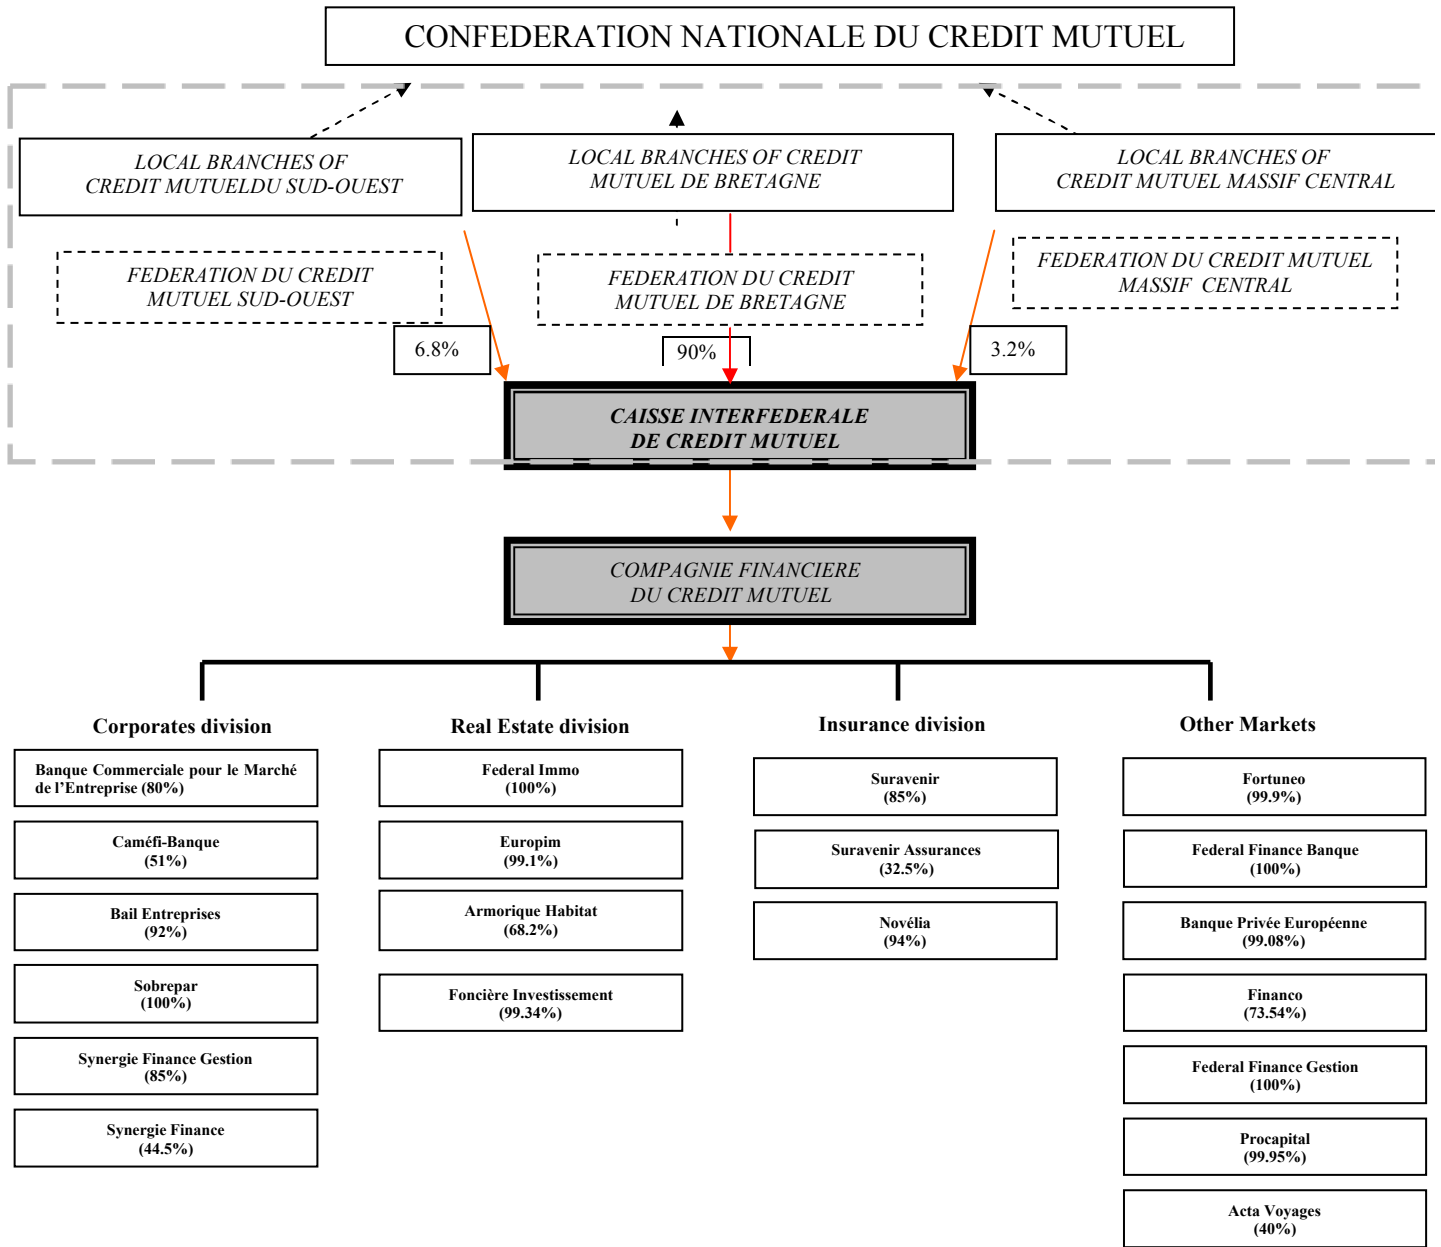 CONFEDERATION NATIONALE DU CREDIT MUTUEL
LOCAL BRANCHES OF
CREDIT MUTUELDU SUD-OUEST
LOCAL BRANCHES OF CREDIT
MUTUEL DE BRETAGNE
LOCAL BRANCHES OF
CREDIT MUTUEL MASSIF CENTRAL
FEDERATION DU CREDIT
MUTUEL SUD-OUEST
FEDERATION DU CREDIT
MUTUEL DE BRETAGNE
FEDERATION DU CREDIT MUTUEL
MASSIF CENTRAL
6.8%
90%
3.2%
CAISSE INTERFEDERALE
DE CREDIT MUTUEL
COMPAGNIE FINANCIERE
DU CREDIT MUTUEL
Corporates division
Banque Commerciale pour le Marché
de l'Entreprise (80%)
Caméfi-Banque
(51%)
Bail Entreprises
(92%)
Sobrepar
(100%)
Synergie Finance Gestion
(85%)
Synergie Finance
(44.5%)
Real Estate division
Federal Immo
(100%)
Europim
(99.1%)
Armorique Habitat
(68.2%)
Foncière Investissement
(99.34%)
Insurance division
Suravenir
(85%)
Suravenir Assurances
(32.5%)
Novélia
(94%)
Other Markets
Fortuneo
(99.9%)
Federal Finance Banque
(100%)
Banque Privée Européenne
(99.08%)
Financo
(73.54%)
Federal Finance Gestion
(100%)
Procapital
(99.95%)
Acta Voyages
(40%)